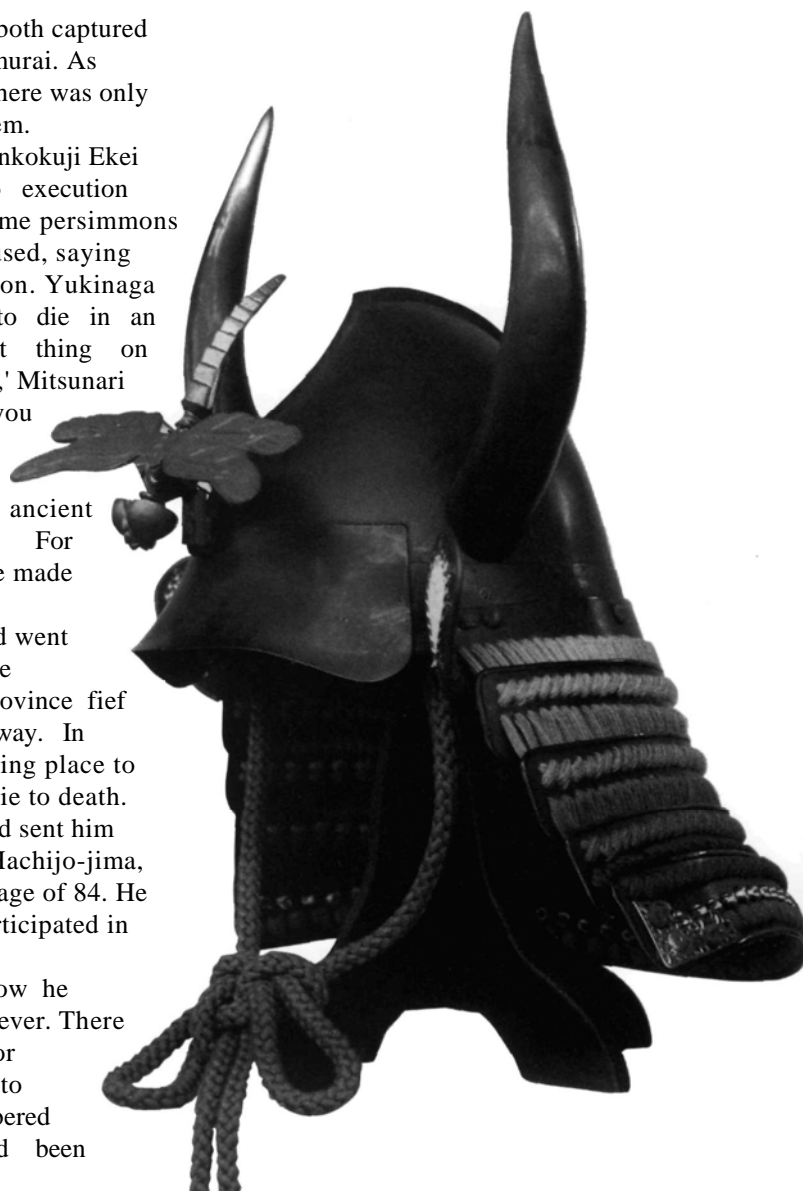 both captured
murai. As
here was only
em.
nkokuji Ekei
o execution
me persimmons
used, saying
on. Yukinaga
to die in an
t thing on
,' Mitsunari
you
ancient
For
e made
d went
e
ovince fief
way. In
ing place to
ie to death.
d sent him
Hachijo-jima,
age of 84. He
rticipated in
ow he
ever. There
or
to
bered
d been